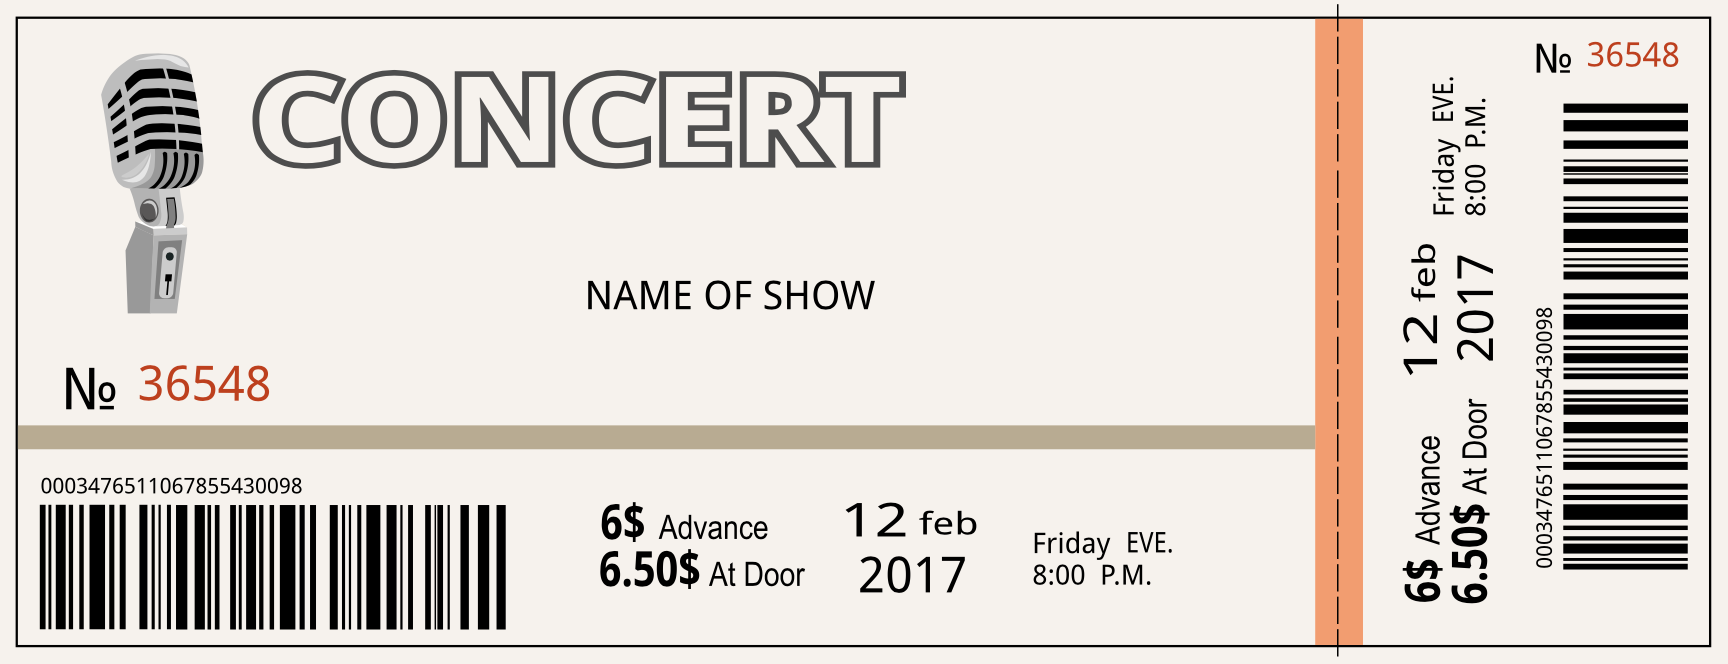 CONCERT
NAME OF SHOW
№ 36548
0003476511067855430098
6$ Advance
6.50$ At Door
12 feb
2017
Friday EVE.
8:00 P.M.
№ 36548
Friday EVE.
8:00 P.M.
12 feb
2017
6$ Advance
6.50$ At Door
0003476511067855430098